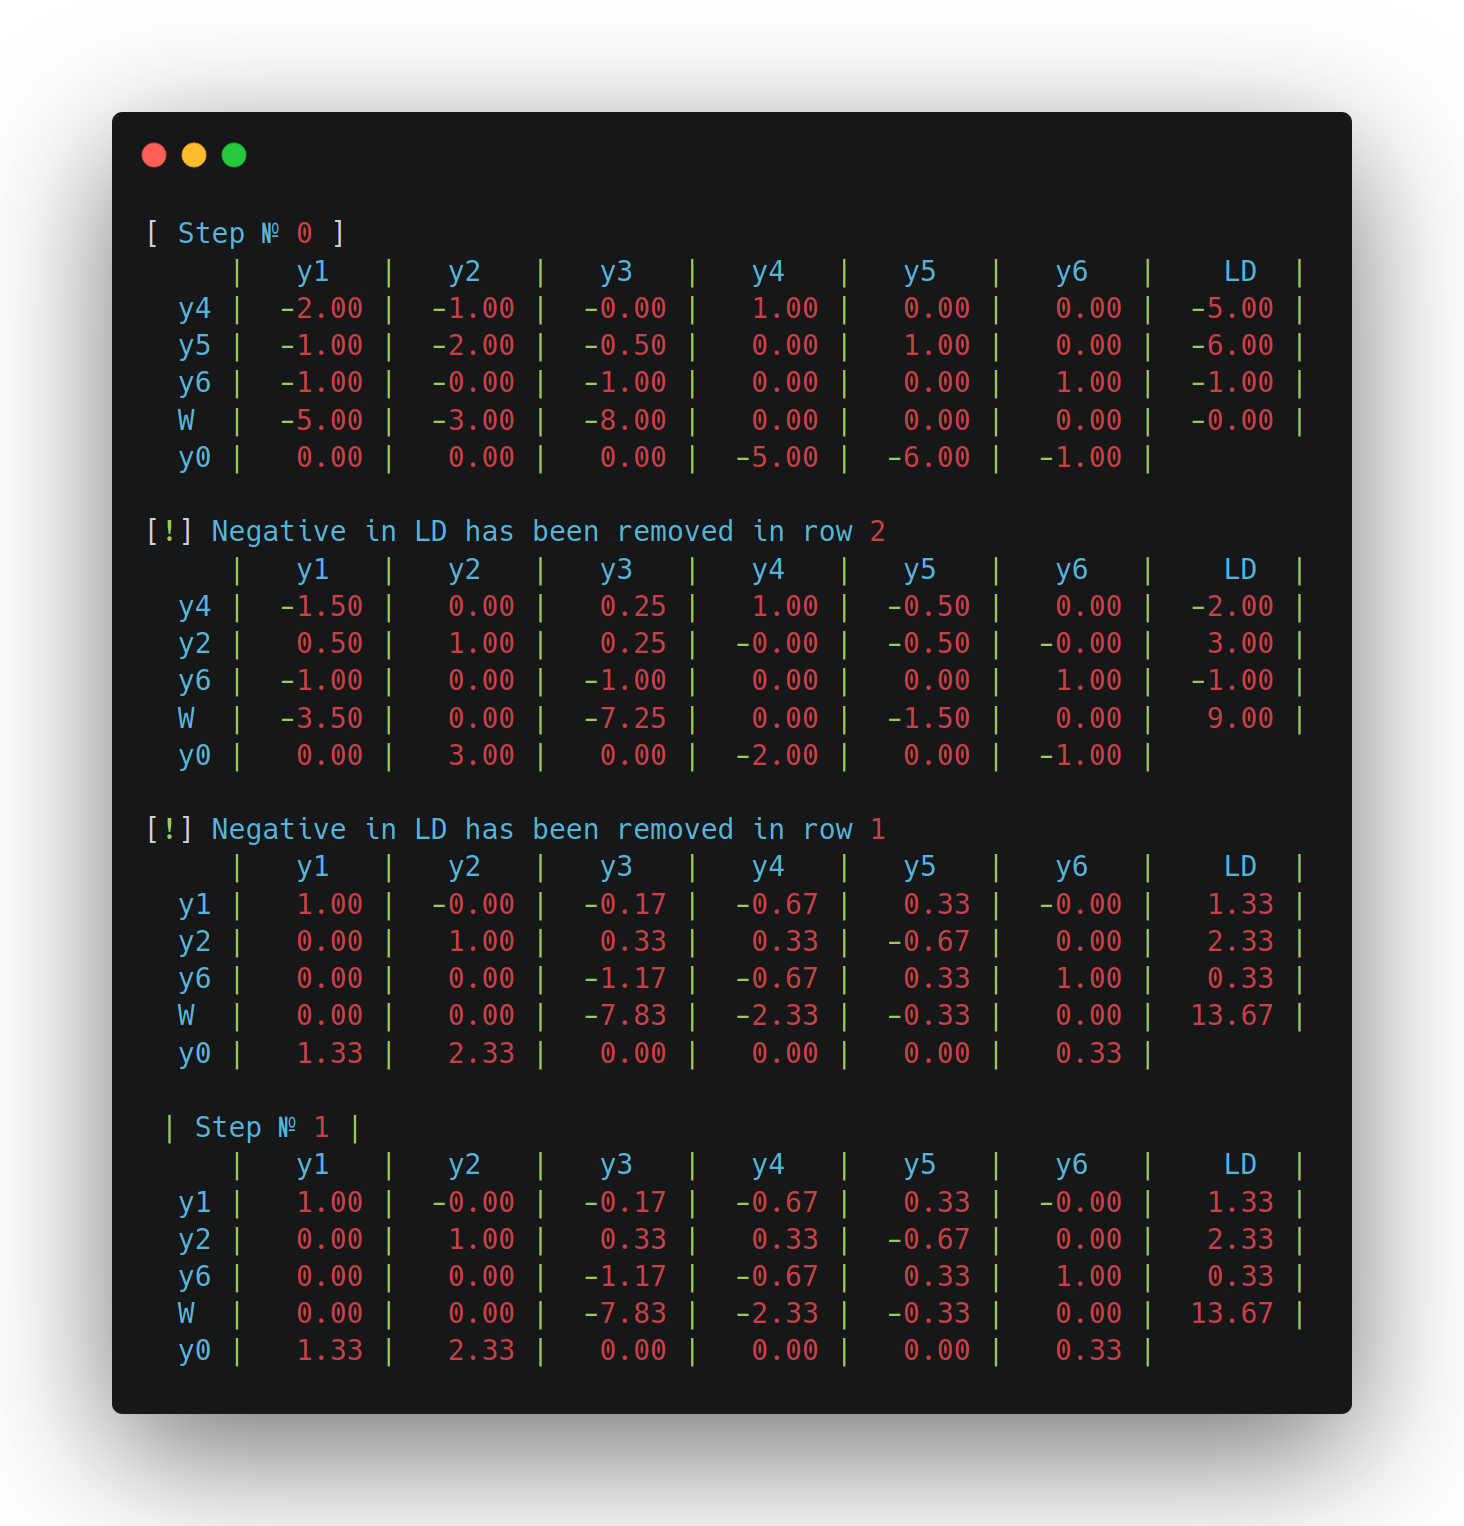 [ Step № 0 ]
     |   y1   |   y2   |   y3   |   y4   |   y5   |   y6   |    LD  |
  y4 |  -2.00 |  -1.00 |  -0.00 |   1.00 |   0.00 |   0.00 |  -5.00 |
  y5 |  -1.00 |  -2.00 |  -0.50 |   0.00 |   1.00 |   0.00 |  -6.00 |
  y6 |  -1.00 |  -0.00 |  -1.00 |   0.00 |   0.00 |   1.00 |  -1.00 |
  W  |  -5.00 |  -3.00 |  -8.00 |   0.00 |   0.00 |   0.00 |  -0.00 |
  y0 |   0.00 |   0.00 |   0.00 |  -5.00 |  -6.00 |  -1.00 |
[!] Negative in LD has been removed in row 2
     |   y1   |   y2   |   y3   |   y4   |   y5   |   y6   |    LD  |
  y4 |  -1.50 |   0.00 |   0.25 |   1.00 |  -0.50 |   0.00 |  -2.00 |
  y2 |   0.50 |   1.00 |   0.25 |  -0.00 |  -0.50 |  -0.00 |   3.00 |
  y6 |  -1.00 |   0.00 |  -1.00 |   0.00 |   0.00 |   1.00 |  -1.00 |
  W  |  -3.50 |   0.00 |  -7.25 |   0.00 |  -1.50 |   0.00 |   9.00 |
  y0 |   0.00 |   3.00 |   0.00 |  -2.00 |   0.00 |  -1.00 |
[!] Negative in LD has been removed in row 1
     |   y1   |   y2   |   y3   |   y4   |   y5   |   y6   |    LD  |
  y1 |   1.00 |  -0.00 |  -0.17 |  -0.67 |   0.33 |  -0.00 |   1.33 |
  y2 |   0.00 |   1.00 |   0.33 |   0.33 |  -0.67 |   0.00 |   2.33 |
  y6 |   0.00 |   0.00 |  -1.17 |  -0.67 |   0.33 |   1.00 |   0.33 |
  W  |   0.00 |   0.00 |  -7.83 |  -2.33 |  -0.33 |   0.00 |  13.67 |
  y0 |   1.33 |   2.33 |   0.00 |   0.00 |   0.00 |   0.33 |
 | Step № 1 |
     |   y1   |   y2   |   y3   |   y4   |   y5   |   y6   |    LD  |
  y1 |   1.00 |  -0.00 |  -0.17 |  -0.67 |   0.33 |  -0.00 |   1.33 |
  y2 |   0.00 |   1.00 |   0.33 |   0.33 |  -0.67 |   0.00 |   2.33 |
  y6 |   0.00 |   0.00 |  -1.17 |  -0.67 |   0.33 |   1.00 |   0.33 |
  W  |   0.00 |   0.00 |  -7.83 |  -2.33 |  -0.33 |   0.00 |  13.67 |
  y0 |   1.33 |   2.33 |   0.00 |   0.00 |   0.00 |   0.33 |